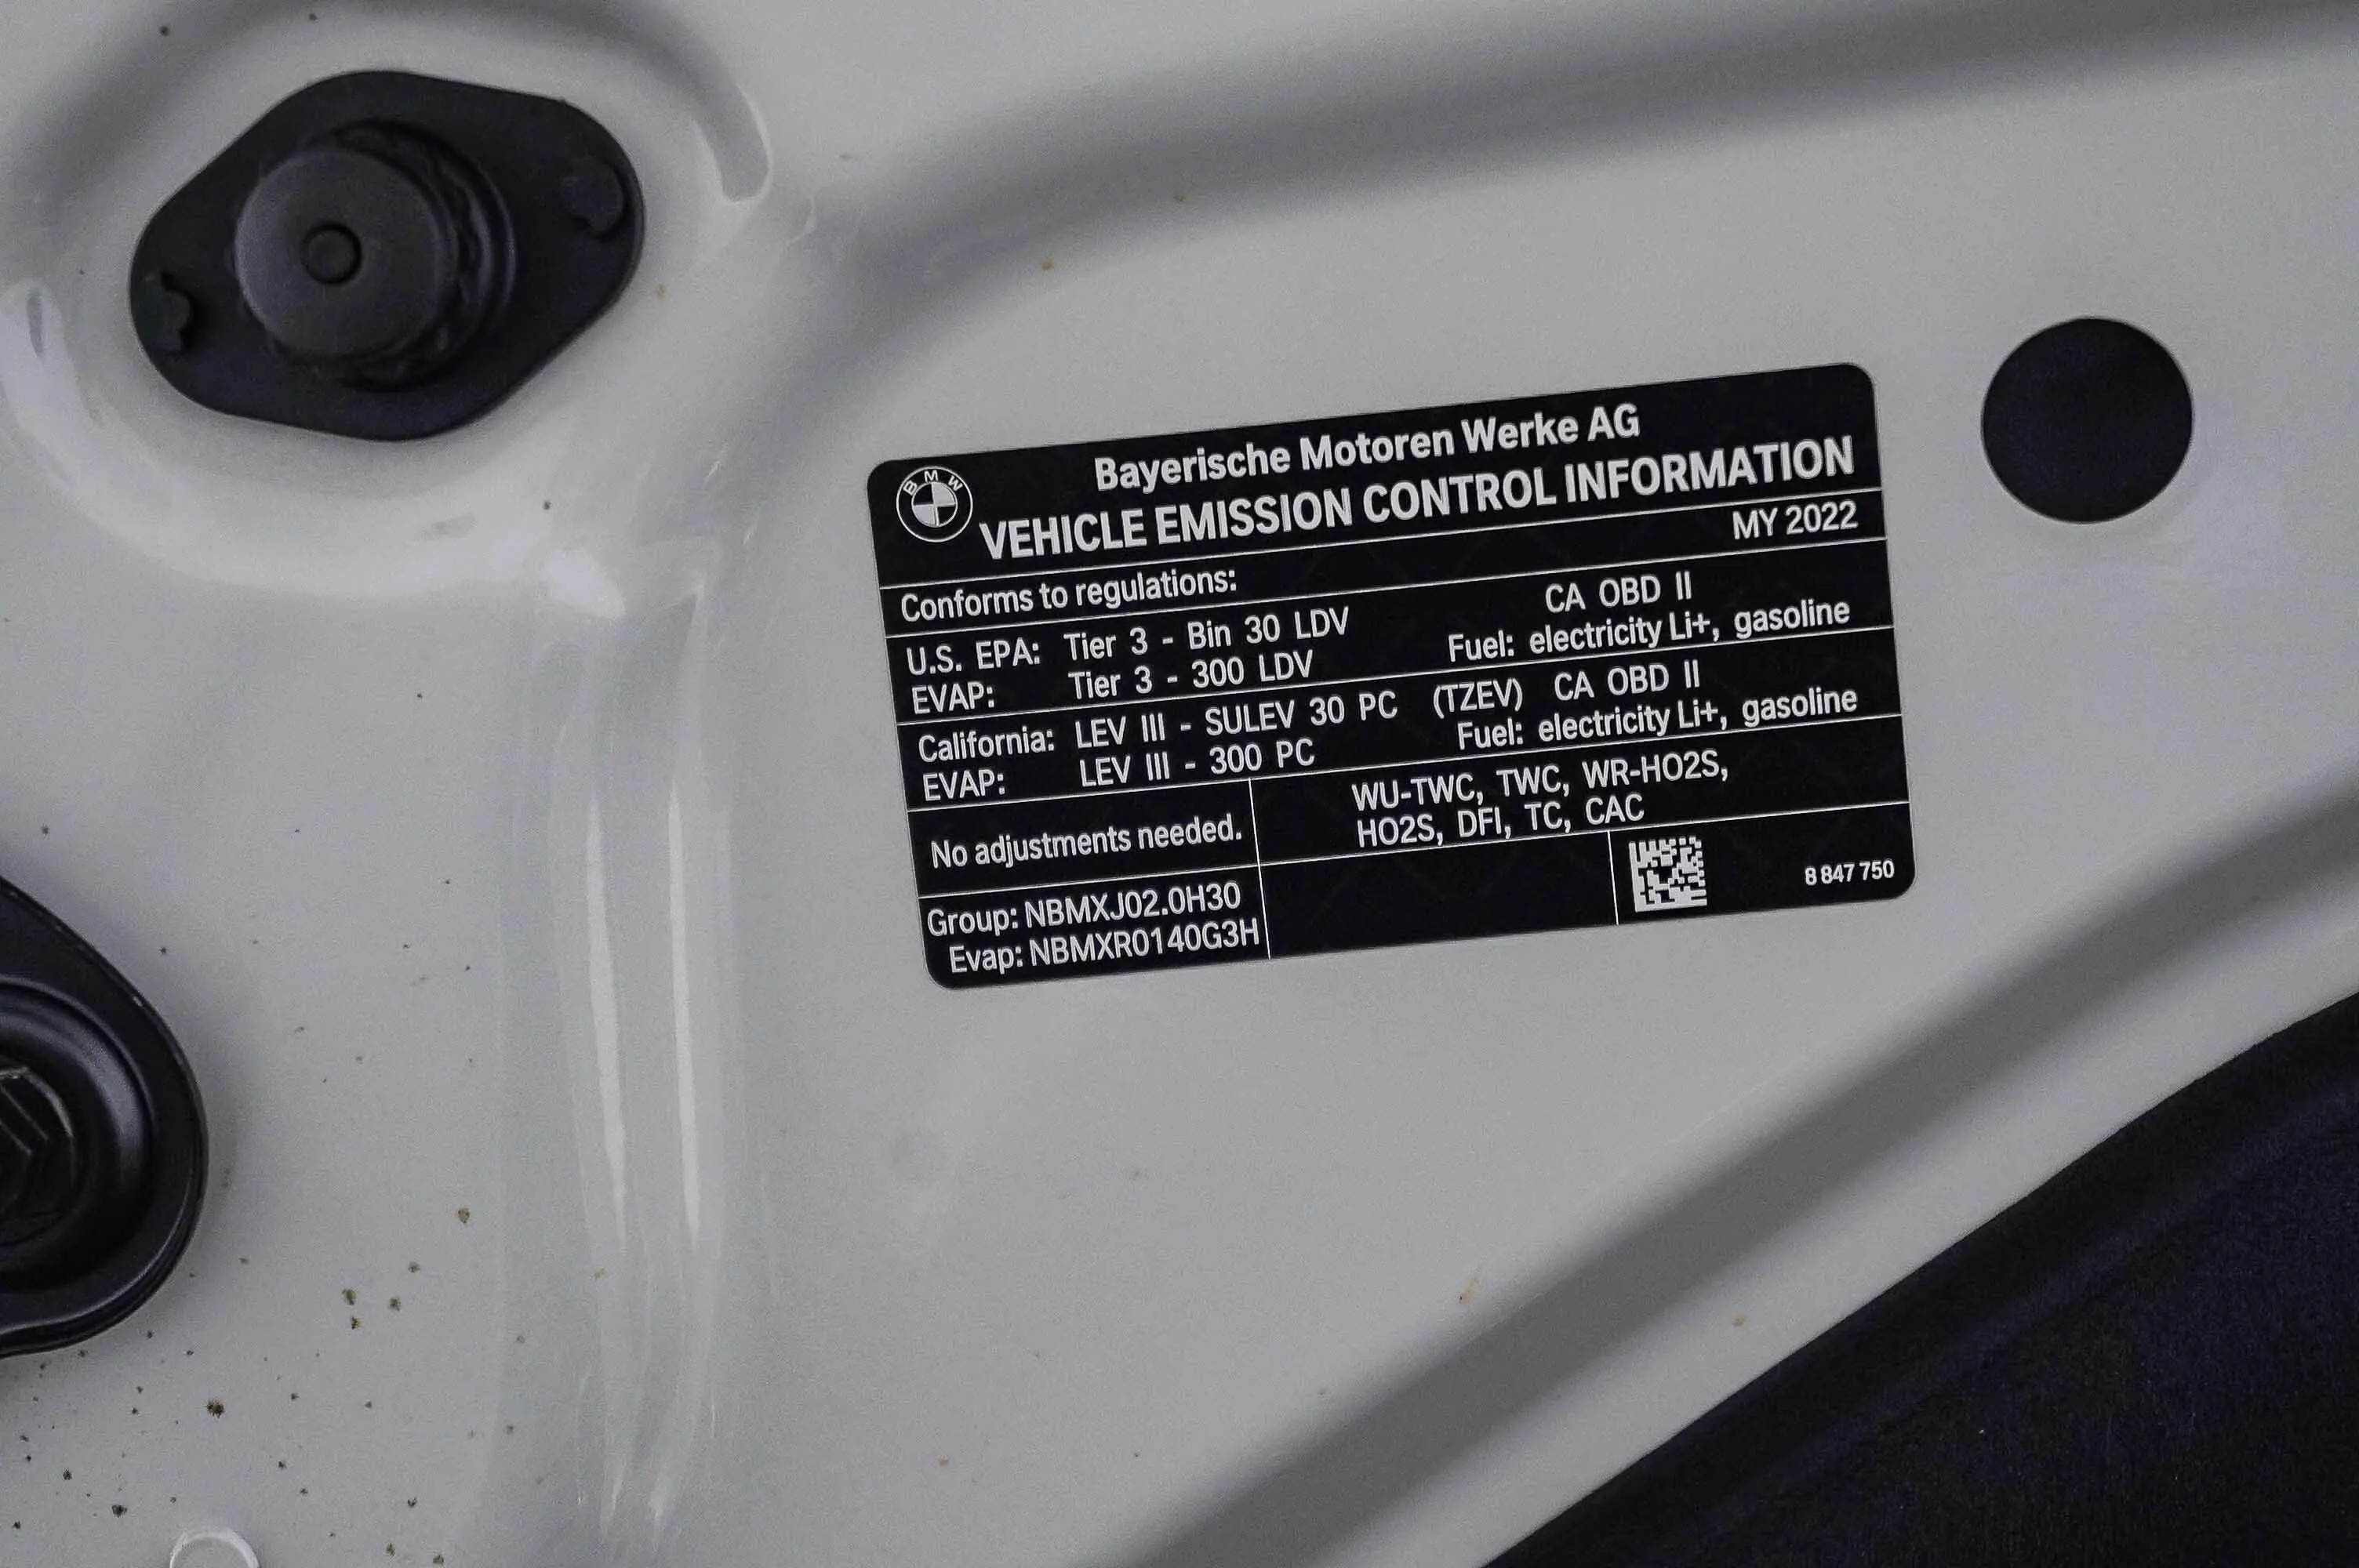 BMW
Bayerische Motoren Werke AG
VEHICLE EMISSION CONTROL INFORMATION
MY 2022
Conforms to regulations:
U.S. EPA: Tier 3 - Bin 30 LDV CA OBD II
EVAP: Tier 3 - 300 LDV Fuel: electricity Li+, gasoline
California: LEV III - SULEV 30 PC (TZEV) CA OBD II
EVAP: LEV III - 300 PC Fuel: electricity Li+, gasoline
No adjustments needed.
WU-TWC, TWC, WR-HO2S,
HO2S, DFI, TC, CAC
Group: NBMXJ02.0H30
Evap: NBMXR0140G3H
8 847 750